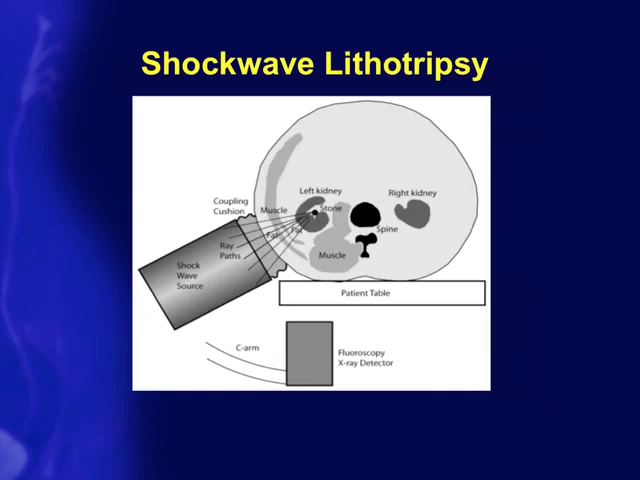 Shockwave Lithotripsy
Left kidney
Right kidney
Coupling
Cushion
Muscle
Stone
Fat
Fat
Spine
Ray
Paths
Muscle
Shock
Wave
Source
Patient Table
C-arm
Fluoroscopy
X-ray Detector